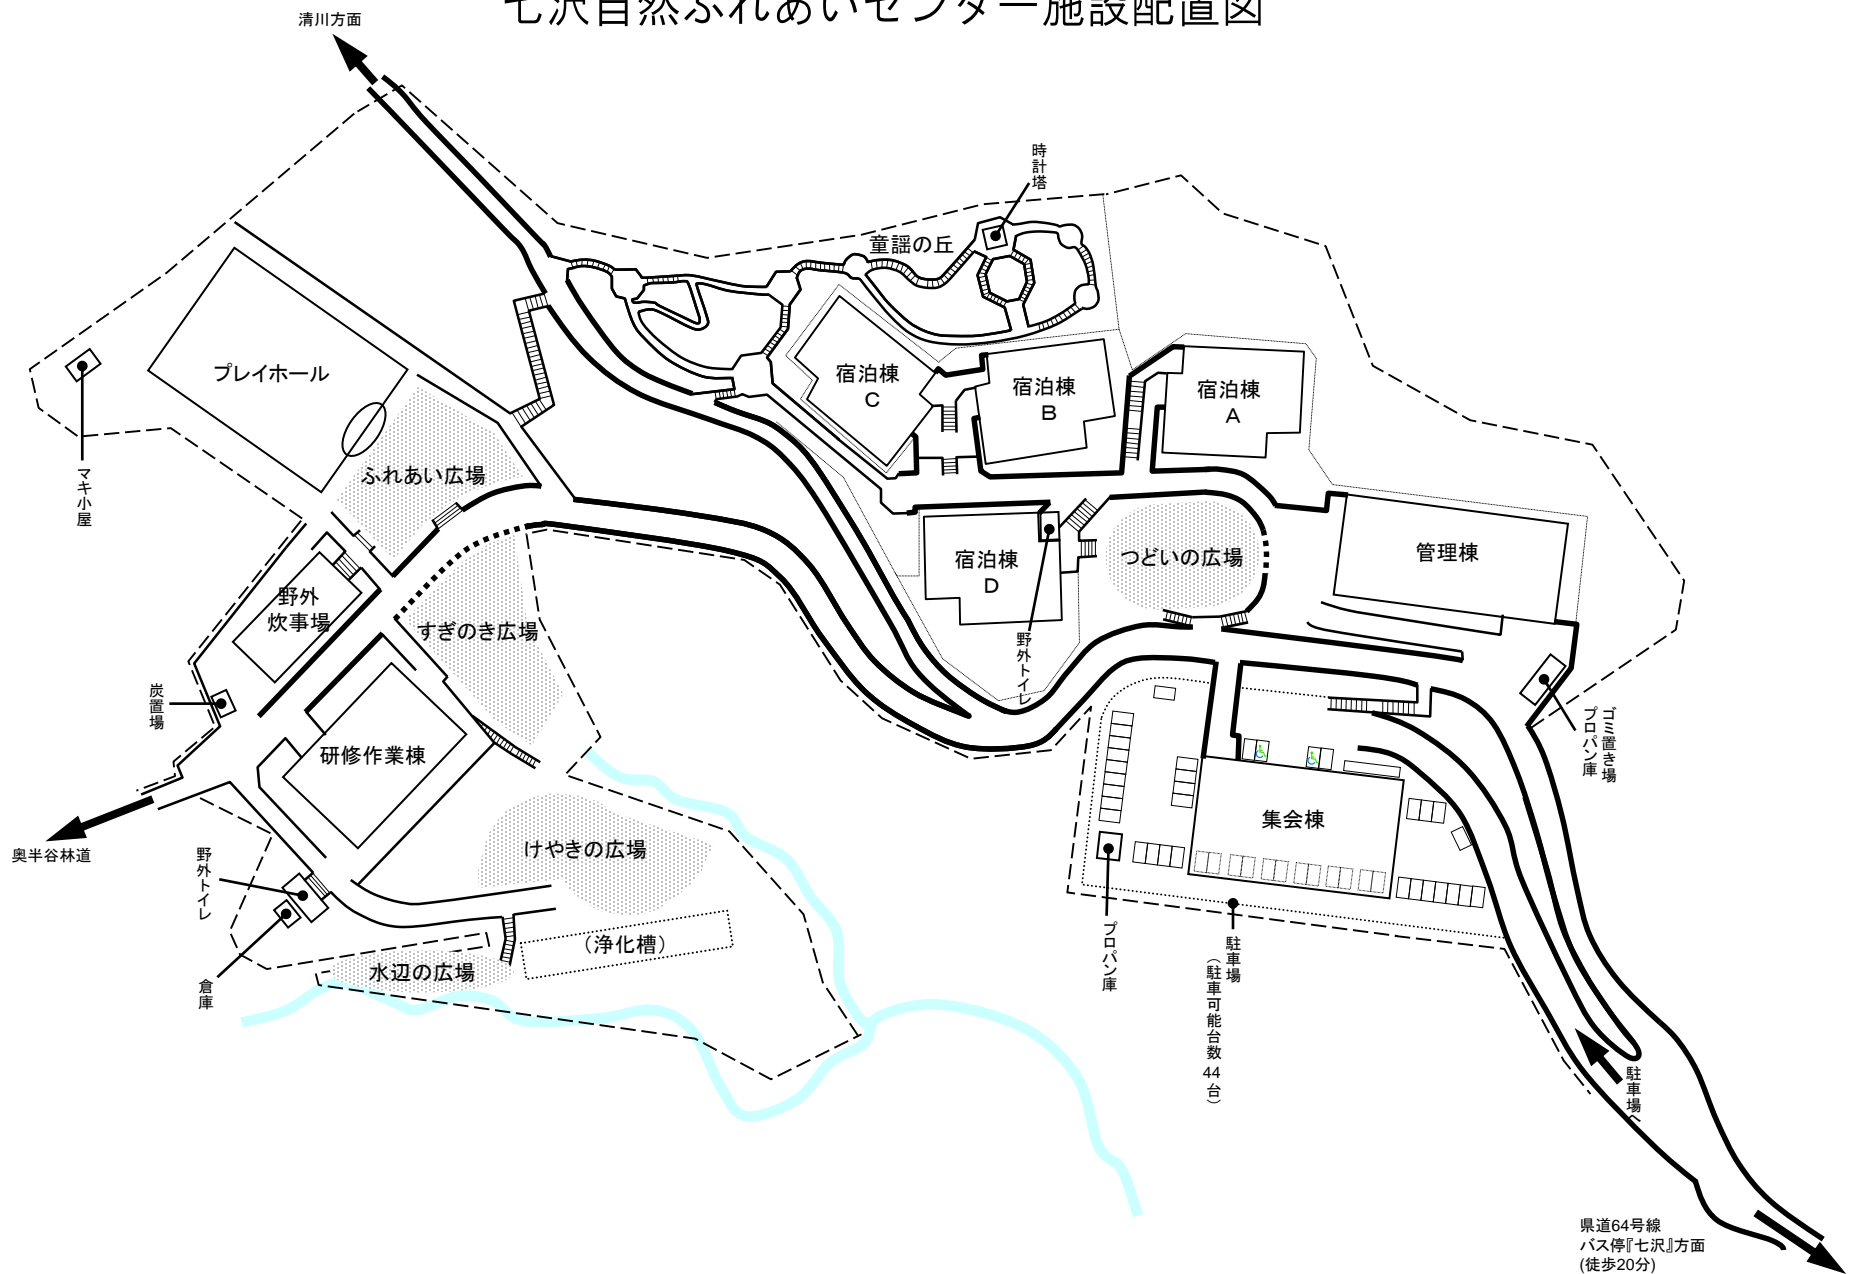 七沢自然ふれあいセンター施設配置図
清川方面
時計塔
童謡の丘
プレイホール
宿泊棟
C
宿泊棟
B
宿泊棟
A
マキ小屋
ふれあい広場
宿泊棟
D
つどいの広場
管理棟
野外
炊事場
すぎのき広場
野外トイレ
炭置場
研修作業棟
ゴミ置き場
プロパン庫
集会棟
奥半谷林道
野外トイレ
けやきの広場
倉庫
水辺の広場
（浄化槽）
プロパン庫
駐車場
（駐車可能台数44台）
駐車場へ
県道64号線
バス停『七沢』方面
(徒歩20分)